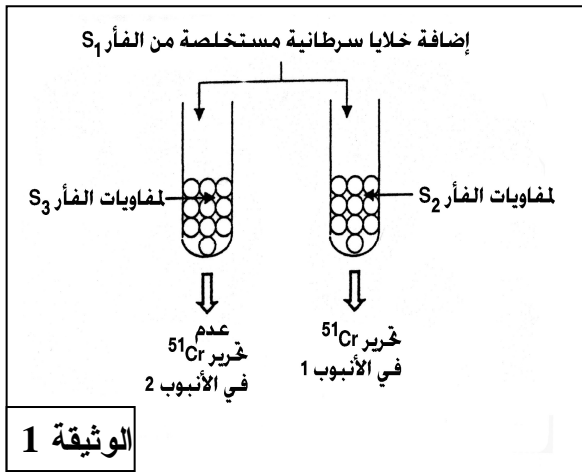 إضافة خلايا سرطانية مستخلصة من الفأر S1
لمفاويات الفأر S2
لمفاويات الفأر S3
تحرير 51Cr
في الأنبوب 1
عدم
تحرير 51Cr
في الأنبوب 2
الوثيقة 1